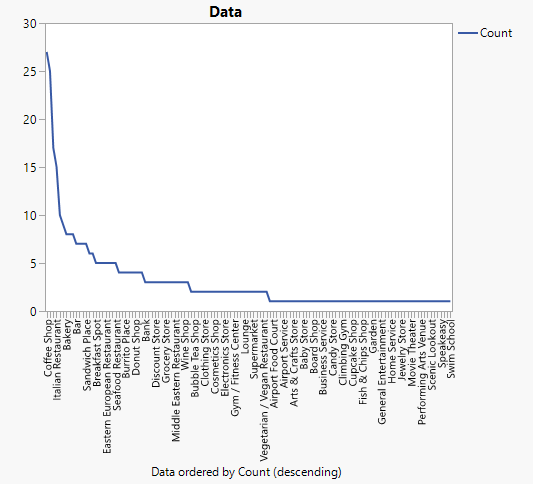 Data
30
25
20
15
10
5
0
Count
Coffee Shop
Italian Restaurant
Bakery
Bar
Sandwich Place
Breakfast Spot
Eastern European Restaurant
Seafood Restaurant
Burrito Place
Donut Shop
Bank
Discount Store
Grocery Store
Middle Eastern Restaurant
Wine Shop
Bubble Tea Shop
Clothing Store
Cosmetics Shop
Electronics Store
Gym / Fitness Center
Lounge
Supermarket
Vegetarian / Vegan Restaurant
Airport Food Court
Airport Service
Arts & Crafts Store
Baby Store
Board Shop
Business Service
Candy Store
Climbing Gym
Cupcake Shop
Fish & Chips Shop
Garden
General Entertainment
Home Service
Jewelry Store
Movie Theater
Performing Arts Venue
Scenic Lookout
Speakeasy
Swim School
Data ordered by Count (descending)